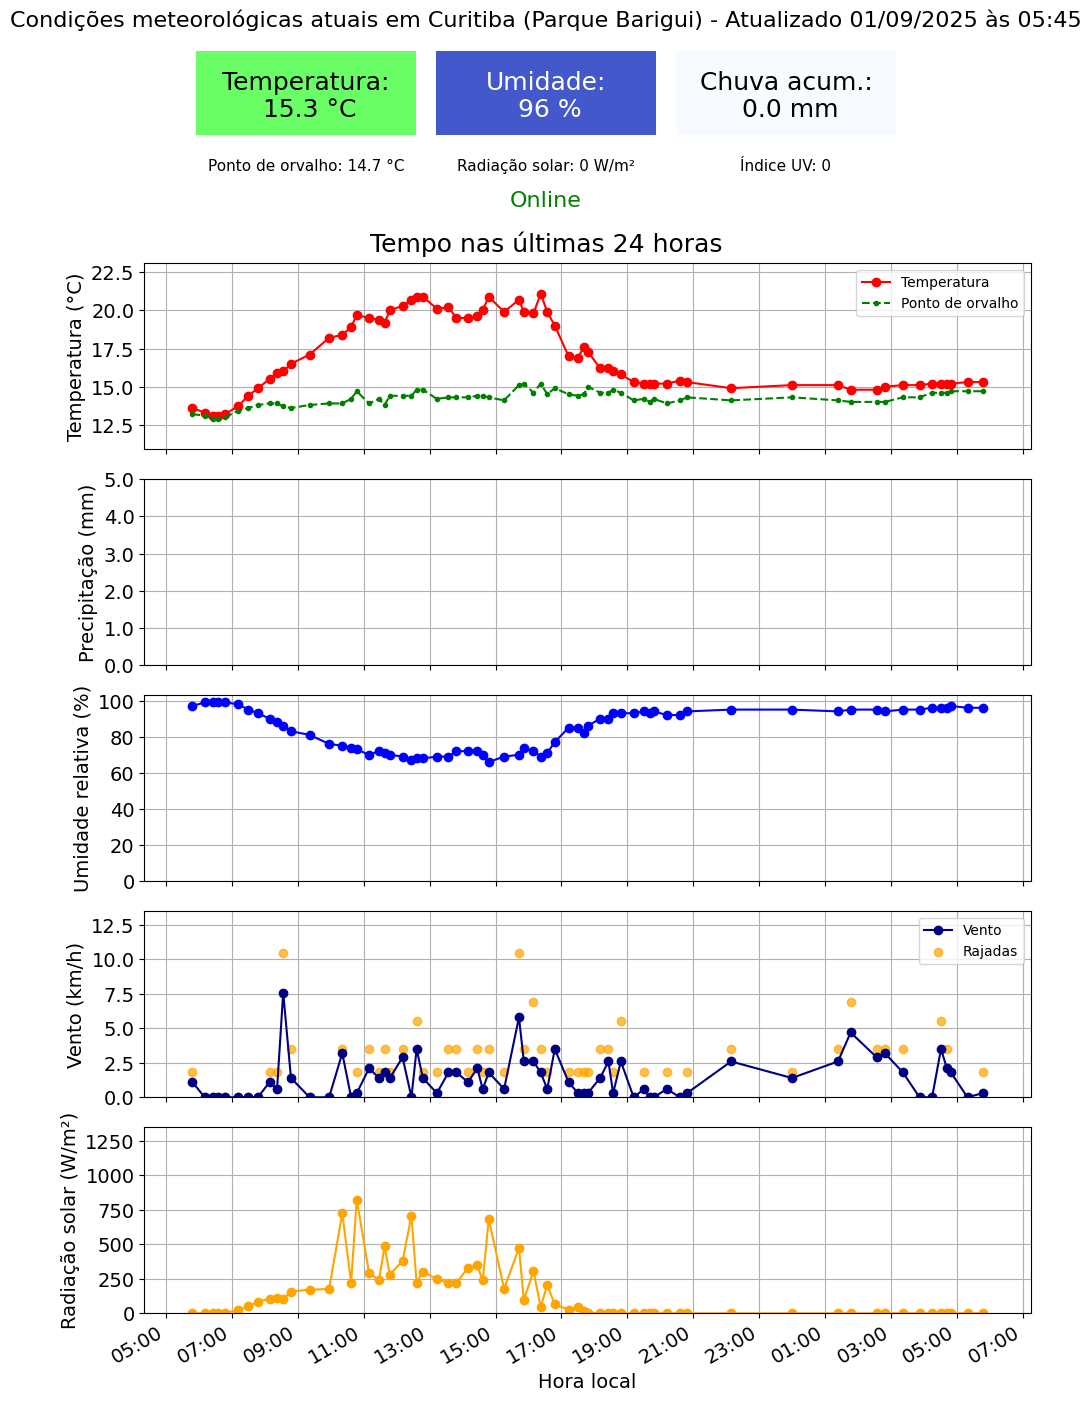 Condições meteorológicas atuais em Curitiba (Parque Barigui) - Atualizado 01/09/2025 às 05:45
Temperatura:
15.3 °C
Umidade:
96 %
Chuva acum.:
0.0 mm
Ponto de orvalho: 14.7 °C
Radiação solar: 0 W/m²
Índice UV: 0
Online
Tempo nas últimas 24 horas
Temperatura (°C)
22.5
20.0
17.5
15.0
12.5
Temperatura
Ponto de orvalho
Precipitação (mm)
5.0
4.0
3.0
2.0
1.0
0.0
Umidade relativa (%)
100
80
60
40
20
0
Vento (km/h)
12.5
10.0
7.5
5.0
2.5
0.0
Vento
Rajadas
Radiação solar (W/m²)
1250
1000
750
500
250
0
05:00 07:00 09:00 11:00 13:00 15:00 17:00 19:00 21:00 23:00 01:00 03:00 05:00 07:00
Hora local